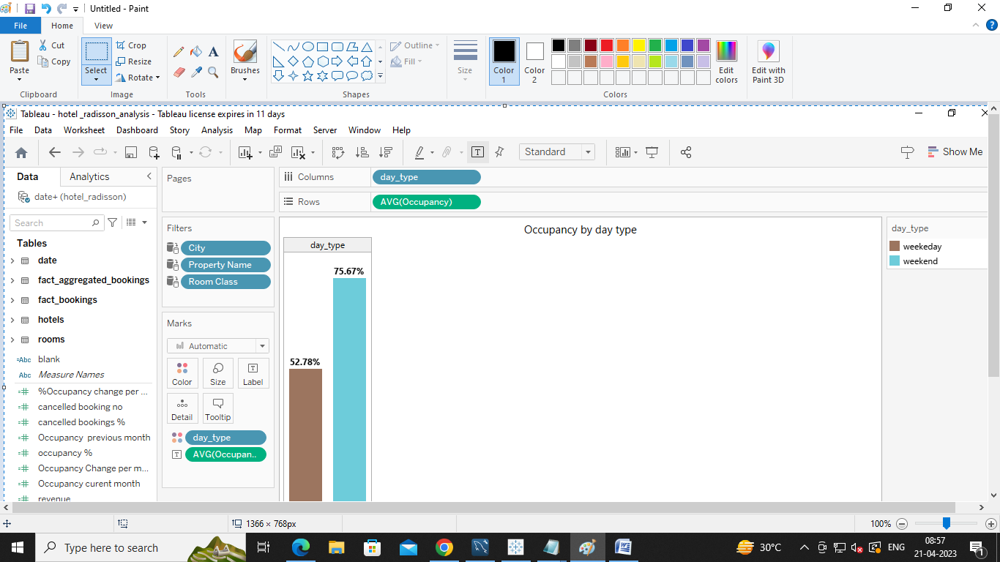 Untitled - Paint
File Home View
Paste
Cut
Copy
Clipboard
Select
Crop
Resize
Rotate
Image
Tools
Brushes
Shapes
Outline
Fill
Size
Color 1
Color 2
Colors
Edit colors
Edit with Paint 3D
Tableau - hotel _radisson_analysis - Tableau license expires in 11 days
File Data Worksheet Dashboard Story Analysis Map Format Server Window Help
Standard
Show Me
Data Analytics
date+ (hotel_radisson)
Search
Tables
date
fact_aggregated_bookings
fact_bookings
hotels
rooms
=Abc blank
Abc Measure Names
%Occupancy change per ...
cancelled booking no
cancelled bookings %
Occupancy previous month
occupancy %
Occupancy Change per m...
Occupancy curent month
revenue
Pages
Filters
City
Property Name
Room Class
Marks
Automatic
Color Size Label
Detail Tooltip
day_type
AVG(Occupan..
Columns day_type
Rows AVG(Occupancy)
Occupancy by day type
day_type
75.67%
52.78%
day_type
weekeday
weekend
1366 × 768px
100%
Type here to search
30°C
ENG
08:57
21-04-2023
1